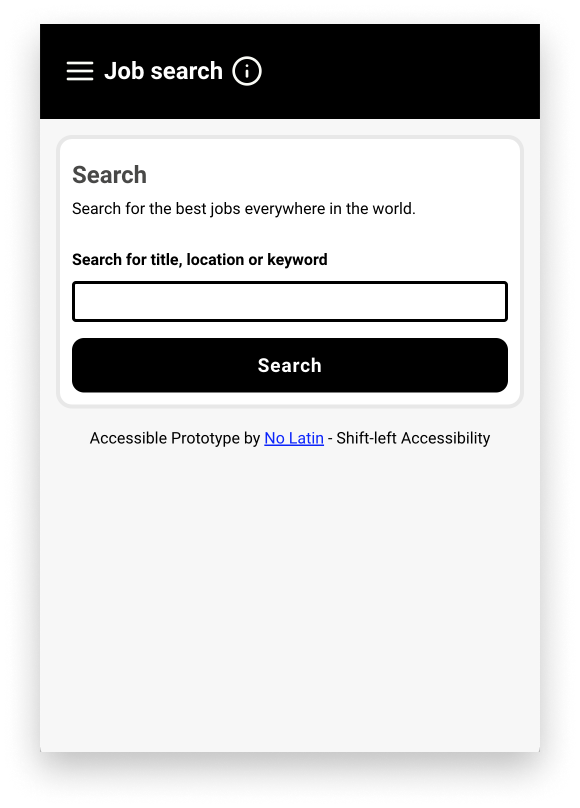 Job search
Search
Search for the best jobs everywhere in the world.
Search for title, location or keyword
Search
Accessible Prototype by No Latin - Shift-left Accessibility